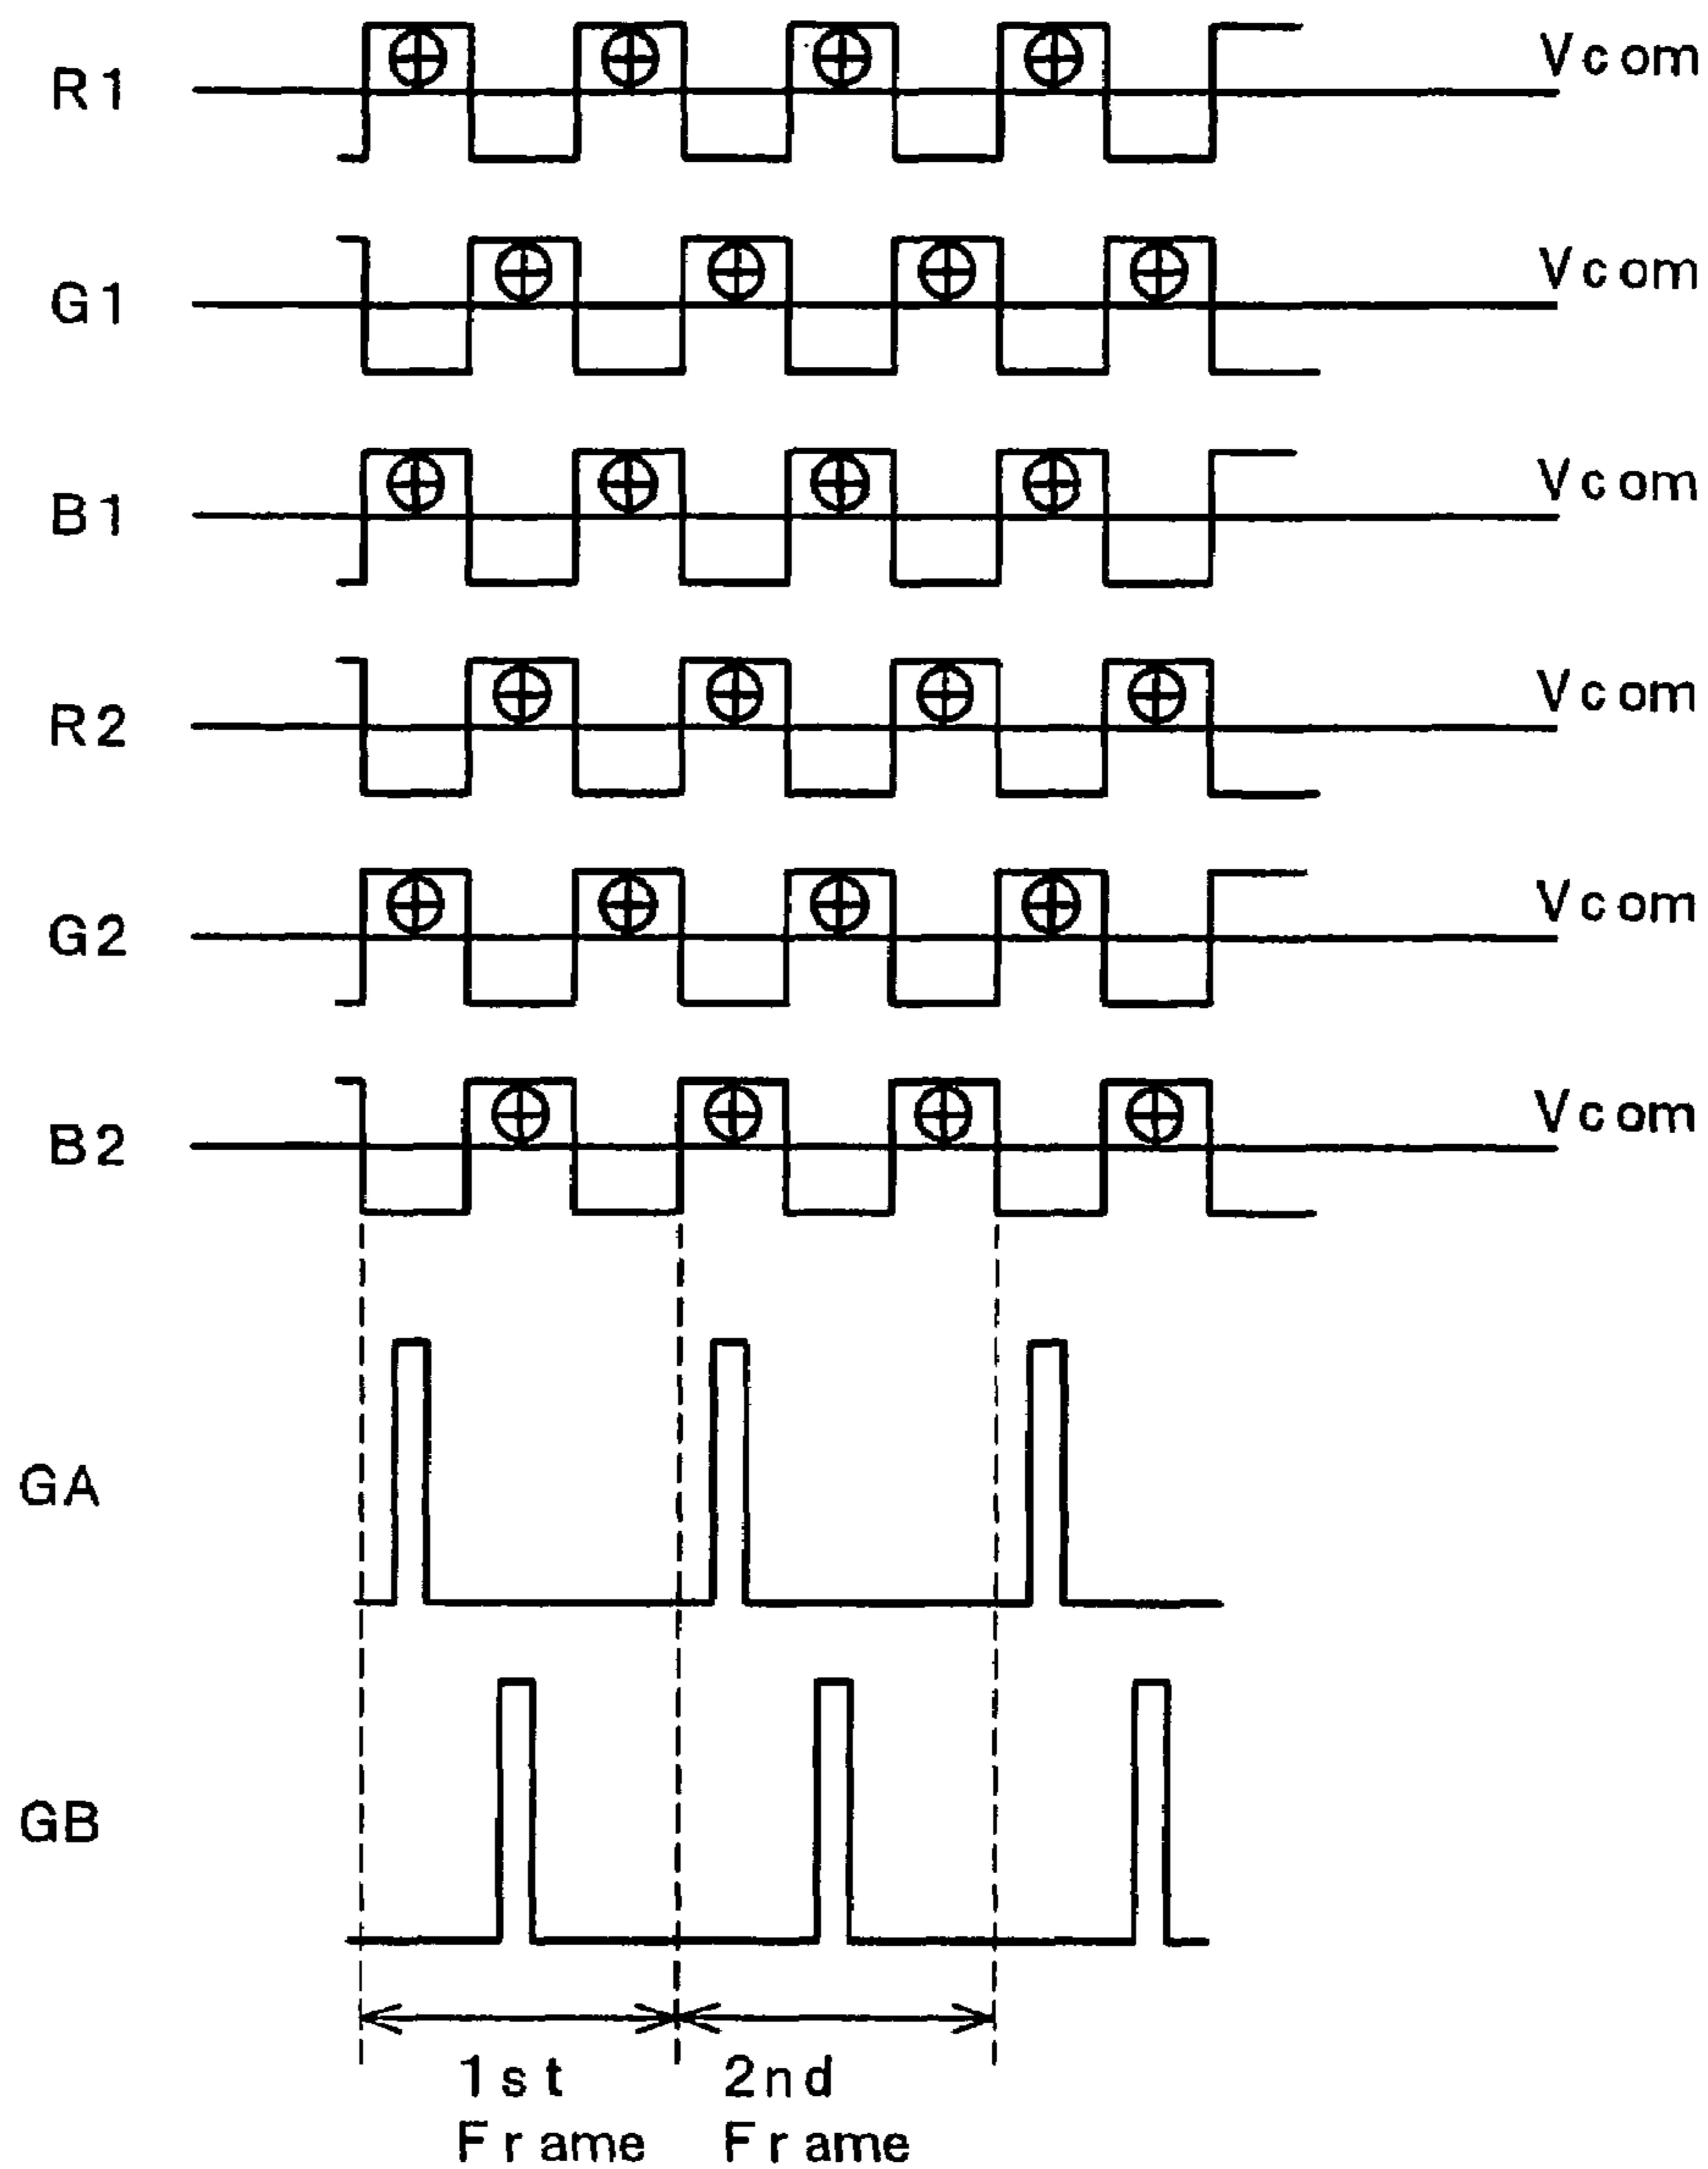 R1 Vcom
G1 Vcom
B1 Vcom
R2 Vcom
G2 Vcom
B2 Vcom
GA
GB
1st Frame
2nd Frame